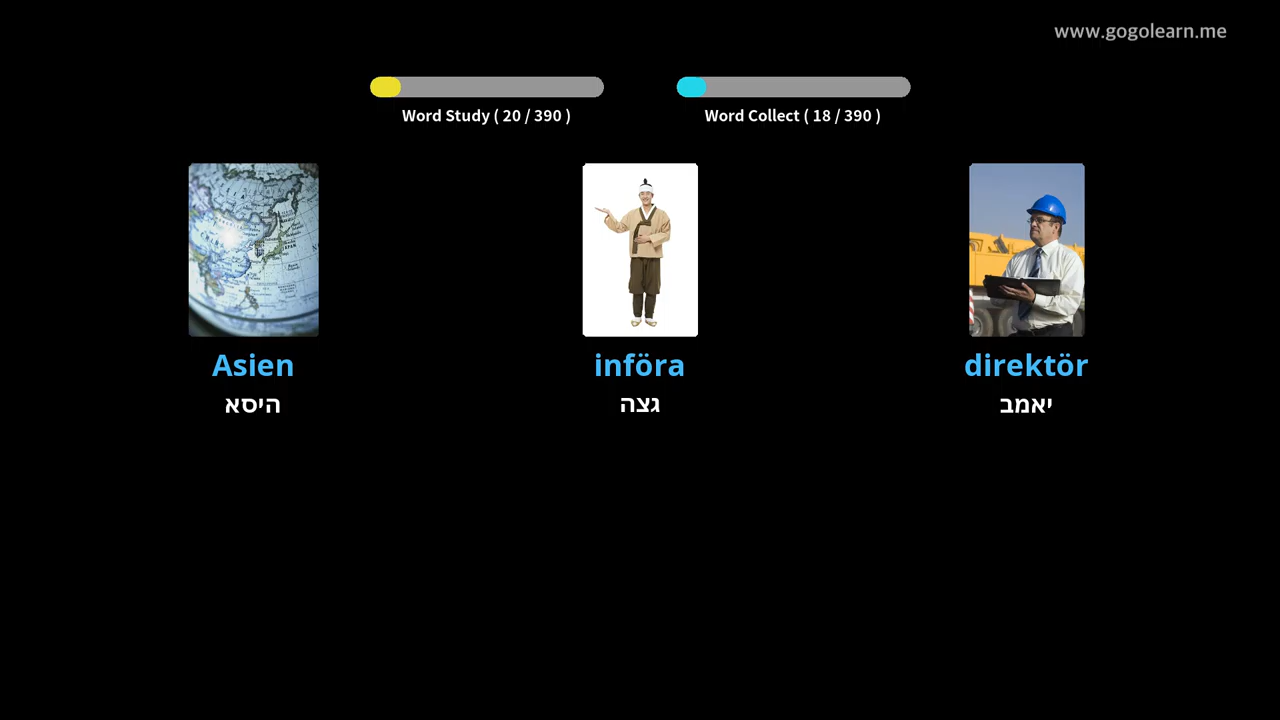 www.gogolearn.me
Word Study ( 20 / 390 )
Word Collect ( 18 / 390 )
Asien
היסא
införa
גצה
direktör
יאמב